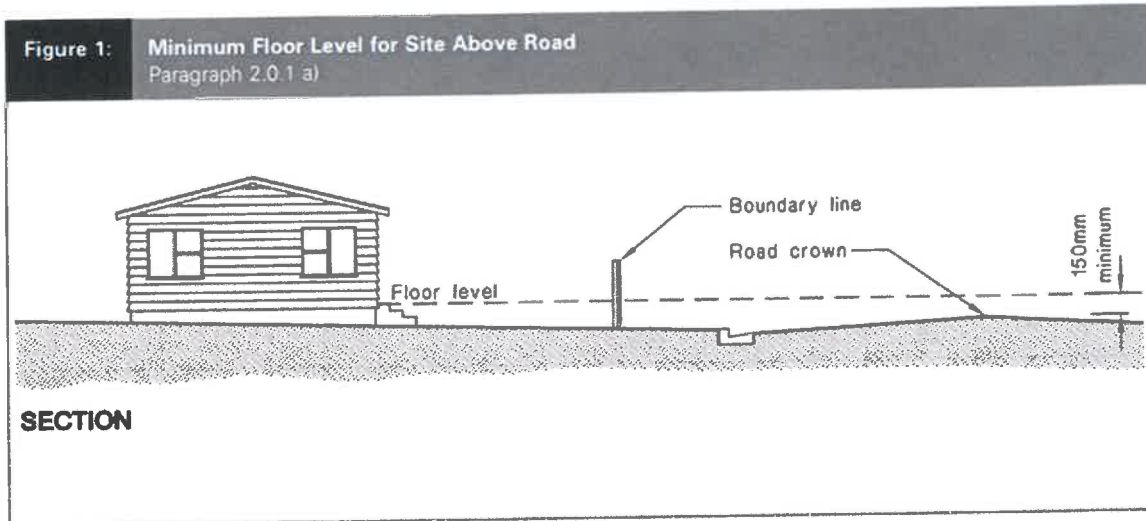 Figure 1:
Minimum Floor Level for Site Above Road
Paragraph 2.0.1 a)
Boundary line
Road crown
150mm
minimum
Floor level
SECTION